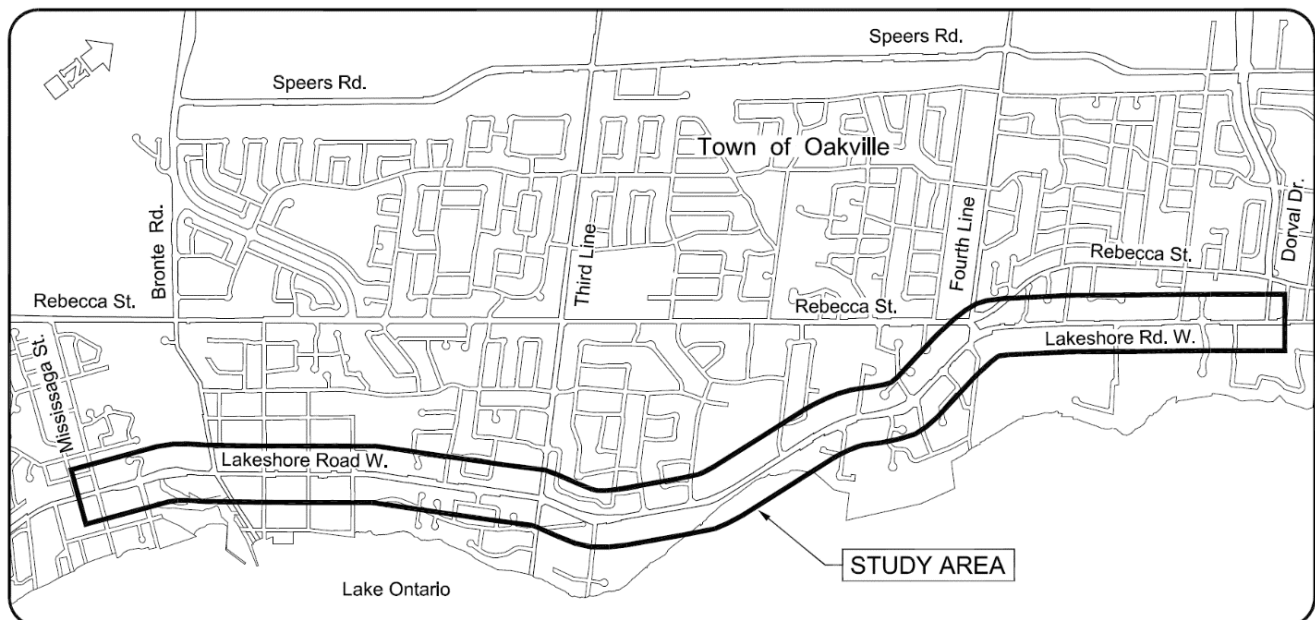 N
Speers Rd.
Speers Rd.
Town of Oakville
Bronte Rd.
Third Line
Fourth Line
Dorval Dr.
Rebecca St.
Rebecca St.
Rebecca St.
Mississaga St.
Lakeshore Rd. W.
Lakeshore Road W.
STUDY AREA
Lake Ontario